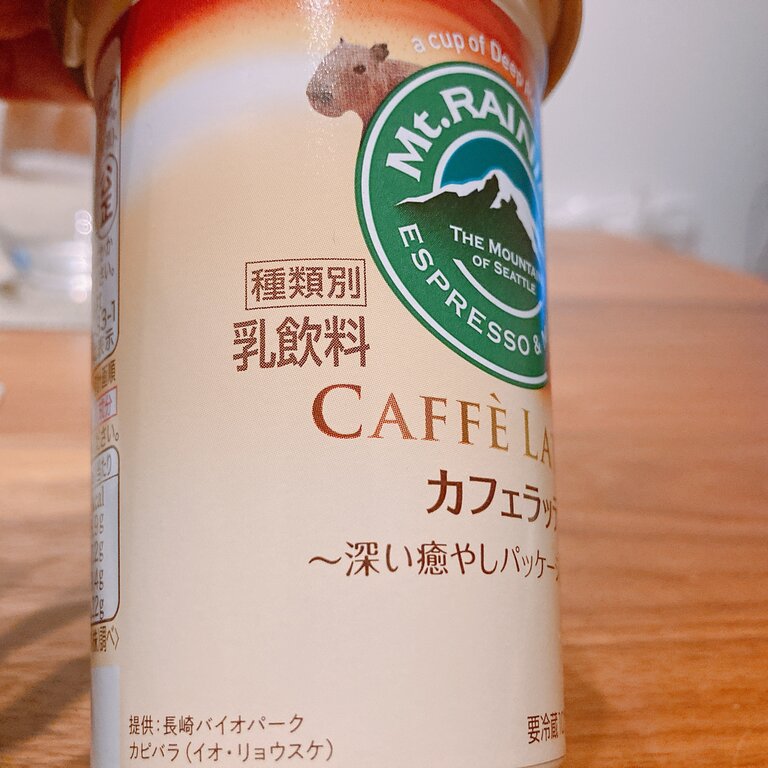 a cup of Deep
Mt.RAIN
THE MOUNTAIN
OF SEATTLE
ESPRESSO &
種類別
乳飲料
CAFFÈ LA
カフェラッ
～深い癒やしパッケー
提供：長崎バイオパーク
カピバラ（イオ・リョウスケ）
要冷蔵